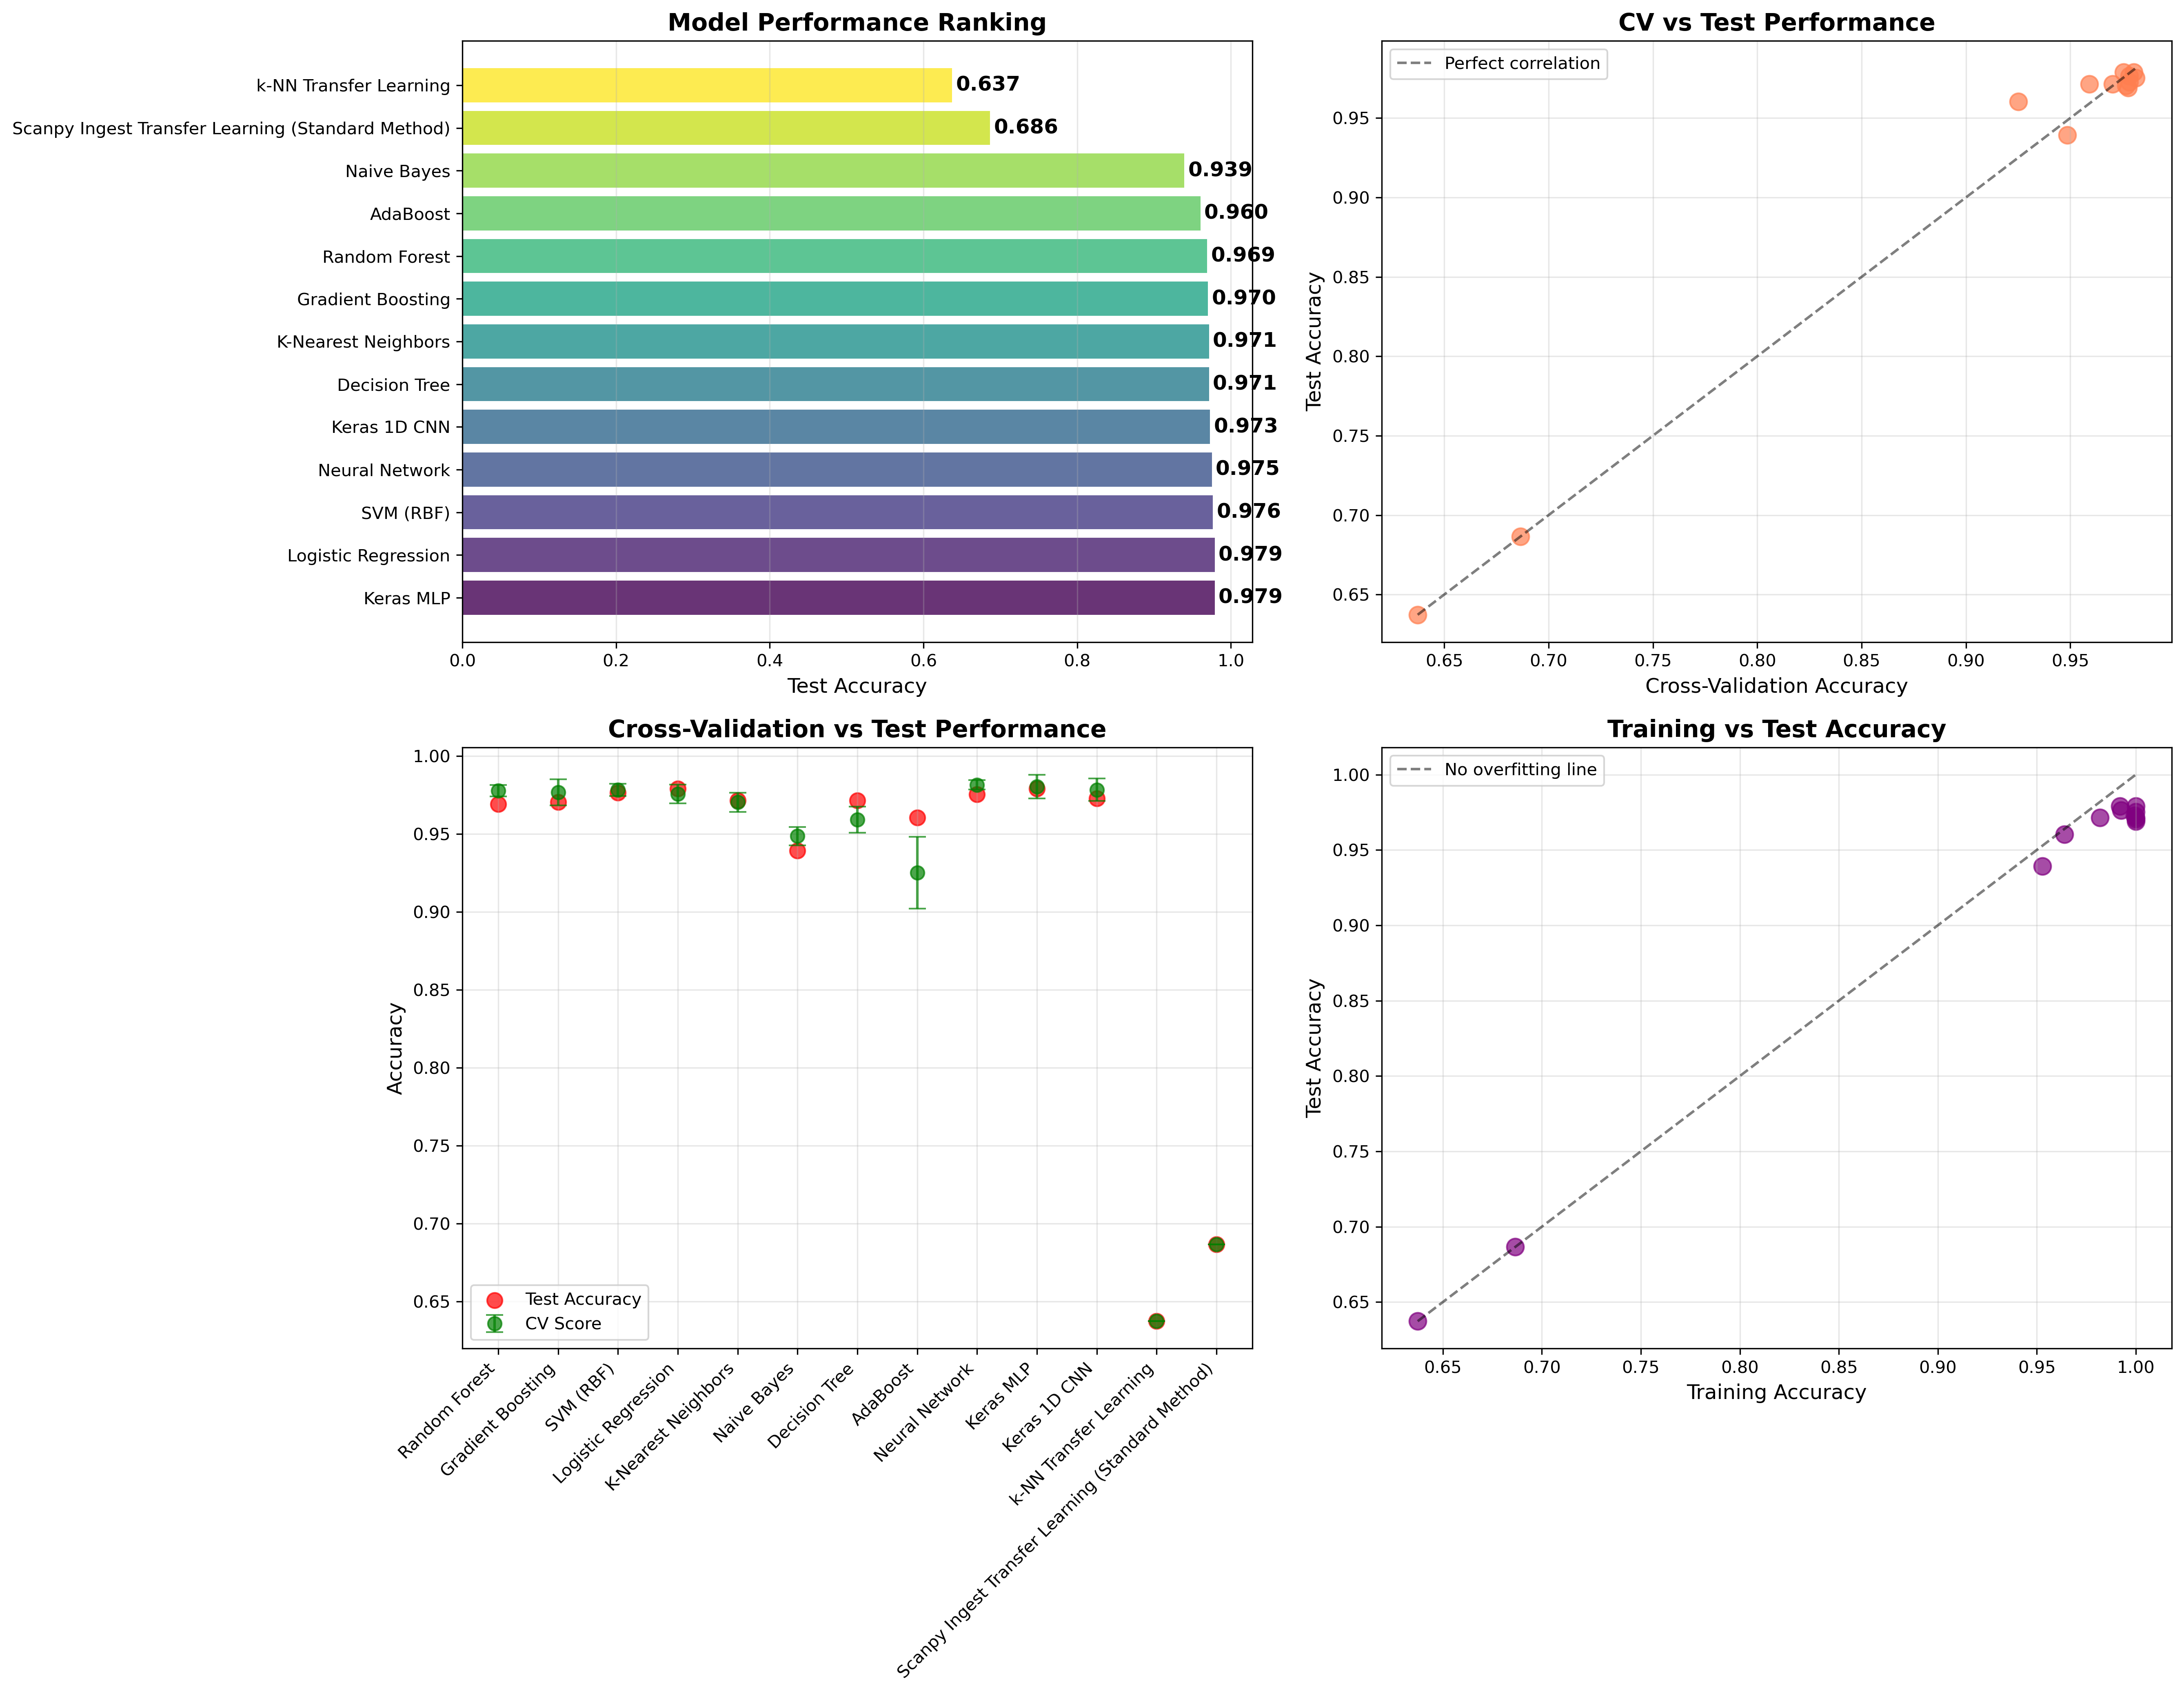 Model Performance Ranking
k-NN Transfer Learning
0.637
Scanpy Ingest Transfer Learning (Standard Method)
0.686
Naive Bayes
0.939
AdaBoost
0.960
Random Forest
0.969
Gradient Boosting
0.970
K-Nearest Neighbors
0.971
Decision Tree
0.971
Keras 1D CNN
0.973
Neural Network
0.975
SVM (RBF)
0.976
Logistic Regression
0.979
Keras MLP
0.979
0.0 0.2 0.4 0.6 0.8 1.0
Test Accuracy
CV vs Test Performance
Perfect correlation
Test Accuracy
0.95
0.90
0.85
0.80
0.75
0.70
0.65
0.65 0.70 0.75 0.80 0.85 0.90 0.95
Cross-Validation Accuracy
Cross-Validation vs Test Performance
Accuracy
1.00
0.95
0.90
0.85
0.80
0.75
0.70
0.65
Test Accuracy
CV Score
Random Forest
Gradient Boosting
SVM (RBF)
Logistic Regression
K-Nearest Neighbors
Naive Bayes
Decision Tree
AdaBoost
Neural Network
Keras MLP
Keras 1D CNN
k-NN Transfer Learning
Scanpy Ingest Transfer Learning (Standard Method)
Training vs Test Accuracy
No overfitting line
Test Accuracy
1.00
0.95
0.90
0.85
0.80
0.75
0.70
0.65
0.65 0.70 0.75 0.80 0.85 0.90 0.95 1.00
Training Accuracy